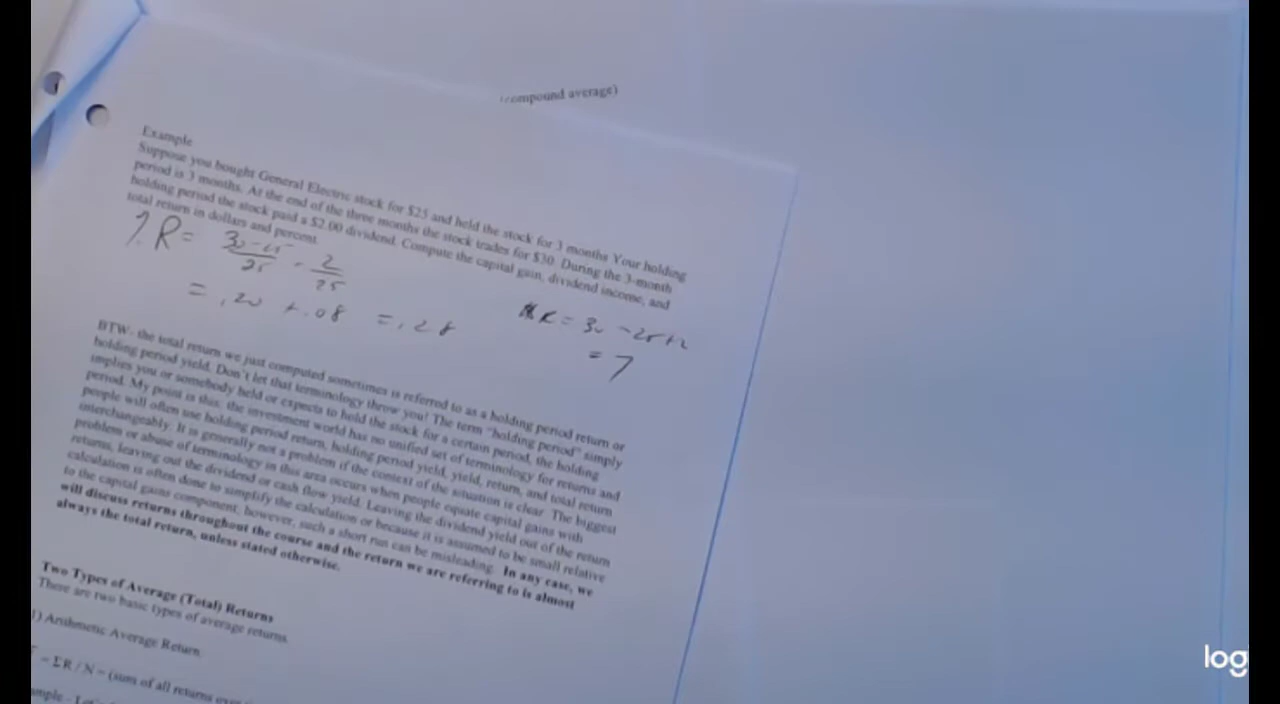 (compound average)
Example
Suppose you bought General Electric stock for $25 and held the stock for 3 months Your holding
period is 3 months. At the end of the three months the stock trades for $30. During the 3-month
holding period the stock paid a $2.00 dividend. Compute the capital gain, dividend income, and
total return in dollars and percent.
% R = 30-25/25 - 2/25
= .20 + .08 = .28
R = 30 - 25+2
= 7
BTW- the total return we just computed sometimes is referred to as a holding period return or
holding period yield. Don't let that terminology throw you! The term "holding period" simply
implies you or somebody held or expects to hold the stock for a certain period, the holding
period. My point is this: the investment world has no unified set of terminology for returns and
people will often use holding period return, holding period yield, yield, return, and total return
interchangeably. It is generally not a problem if the context of the situation is clear. The biggest
problem or abuse of terminology in this area occurs when people equate capital gains with
returns, leaving out the dividend or cash flow yield. Leaving the dividend yield out of the return
calculation is often done to simplify the calculation or because it is assumed to be small relative
to the capital gains component, however, such a short run can be misleading. In any case, we
will discuss returns throughout the course and the return we are referring to is almost
always the total return, unless stated otherwise.
Two Types of Average (Total) Returns
There are two basic types of average returns.
1) Arithmetic Average Return
= ΣR / N = (sum of all returns over
log